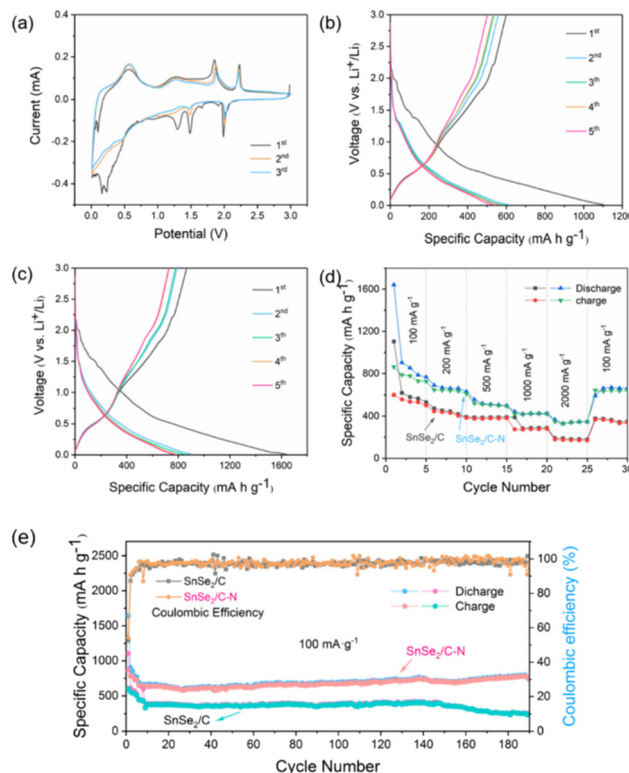 (a)
Current (mA)
0.4
0.2
0.0
-0.2
-0.4
1st
2nd
3rd
0.0 0.5 1.0 1.5 2.0 2.5 3.0
Potential (V)
(b)
Voltage (V vs. Li+/Li)
3.0
2.5
2.0
1.5
1.0
0.5
0.0
1st
2nd
3th
4th
5th
0 200 400 600 800 1000 1200
Specific Capacity (mA h g-1)
(c)
Voltage (V vs. Li+/Li)
3.0
2.5
2.0
1.5
1.0
0.5
0.0
1st
2nd
3th
4th
5th
0 400 800 1200 1600
Specific Capacity (mA h g-1)
(d)
Specific Capacity (mA h g-1)
1600
1200
800
400
0
Discharge
charge
100 mA g-1
200 mA g-1
500 mA g-1
1000 mA g-1
2000 mA g-1
100 mA g-1
SnSe2/C
SnSe2/C-N
0 5 10 15 20 25 30
Cycle Number
(e)
Specific Capacity (mA h g-1)
2500
2000
1500
1000
500
0
SnSe2/C
SnSe2/C-N
Coulombic Efficiency
Dicharge
Charge
100 mA·g-1
SnSe2/C-N
SnSe2/C
100
80
60
40
20
0
Coulombic efficiency (%)
0 20 40 60 80 100 120 140 160 180
Cycle Number